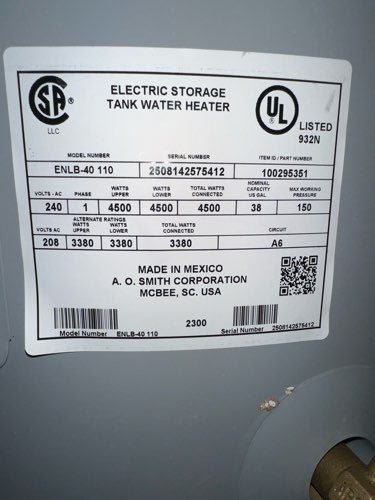 ELECTRIC STORAGE
TANK WATER HEATER
SA
LLC
UL
LISTED
932N
MODEL NUMBER SERIAL NUMBER ITEM ID / PART NUMBER
ENLB-40 110 2508142575412 100295351
VOLTS - AC PHASE WATTS UPPER WATTS LOWER TOTAL WATTS CONNECTED NOMINAL CAPACITY US GAL MAX WORKING PRESSURE
240 1 4500 4500 4500 38 150
ALTERNATE RATINGS
VOLTS AC WATTS UPPER WATTS LOWER TOTAL WATTS CONNECTED CIRCUIT
208 3380 3380 3380 A6
MADE IN MEXICO
A. O. SMITH CORPORATION
MCBEE, SC. USA
2300
Model Number ENLB-40 110 Serial Number 2508142575412